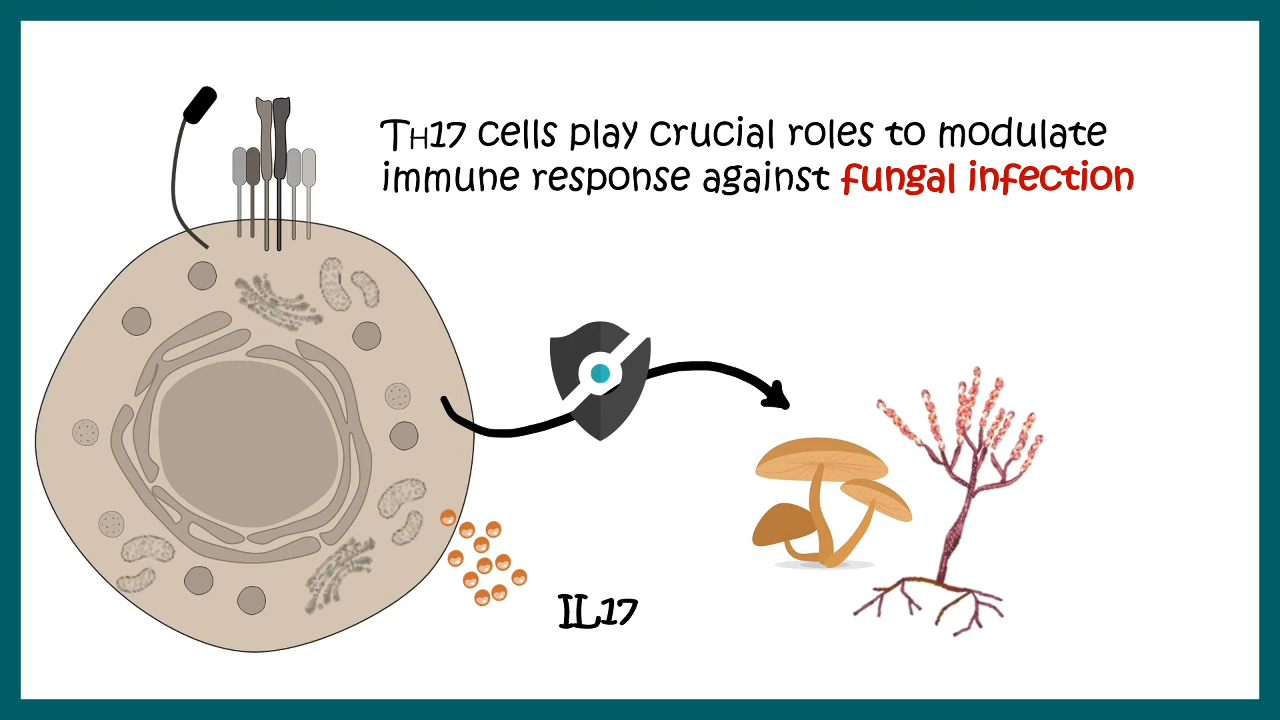 TH17 cells play crucial roles to modulate
immune response against fungal infection
IL17